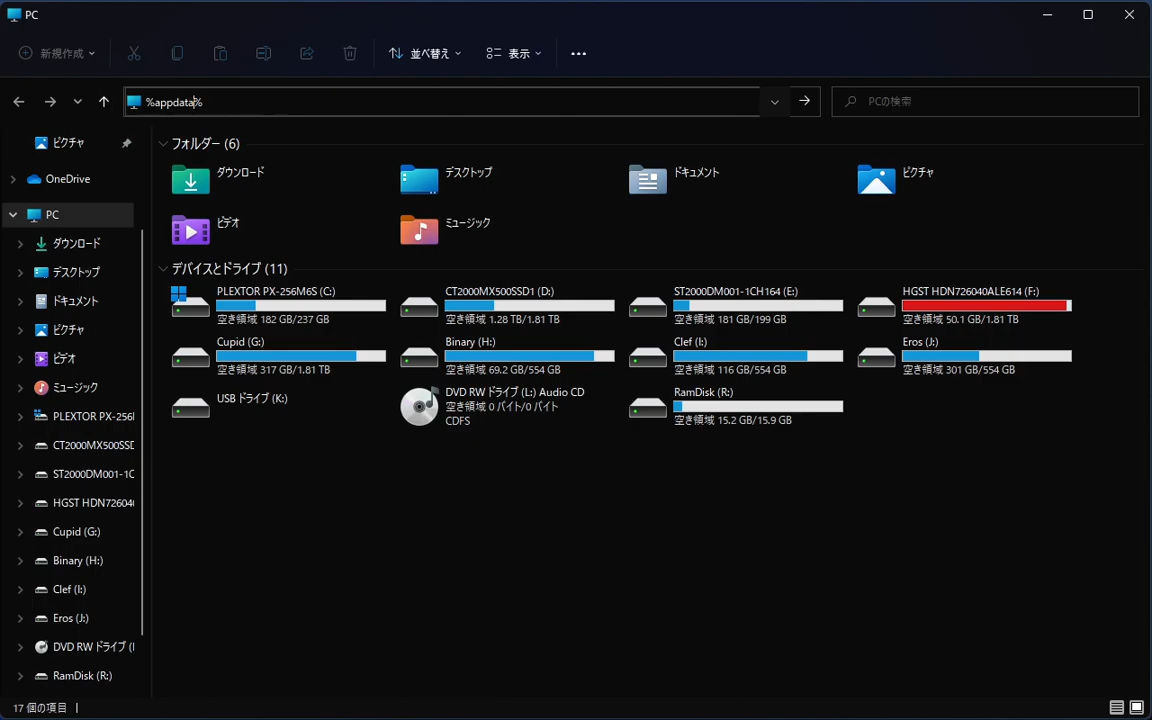 PC
新規作成
並べ替え
表示
%appdata%
PCの検索
ピクチャ
OneDrive
PC
ダウンロード
デスクトップ
ドキュメント
ピクチャ
ビデオ
ミュージック
PLEXTOR PX-256
CT2000MX500SSD
ST2000DM001-1C
HGST HDN72604
Cupid (G:)
Binary (H:)
Clef (I:)
Eros (J:)
DVD RW ドライブ (
RamDisk (R:)
フォルダー (6)
ダウンロード
デスクトップ
ドキュメント
ピクチャ
ビデオ
ミュージック
デバイスとドライブ (11)
PLEXTOR PX-256M6S (C:)
空き領域 182 GB/237 GB
CT2000MX500SSD1 (D:)
空き領域 1.28 TB/1.81 TB
ST2000DM001-1CH164 (E:)
空き領域 181 GB/199 GB
HGST HDN726040ALE614 (F:)
空き領域 50.1 GB/1.81 TB
Cupid (G:)
空き領域 317 GB/1.81 TB
Binary (H:)
空き領域 69.2 GB/554 GB
Clef (I:)
空き領域 116 GB/554 GB
Eros (J:)
空き領域 301 GB/554 GB
USB ドライブ (K:)
DVD RW ドライブ (L:) Audio CD
空き領域 0 バイト/0 バイト
CDFS
RamDisk (R:)
空き領域 15.2 GB/15.9 GB
17 個の項目